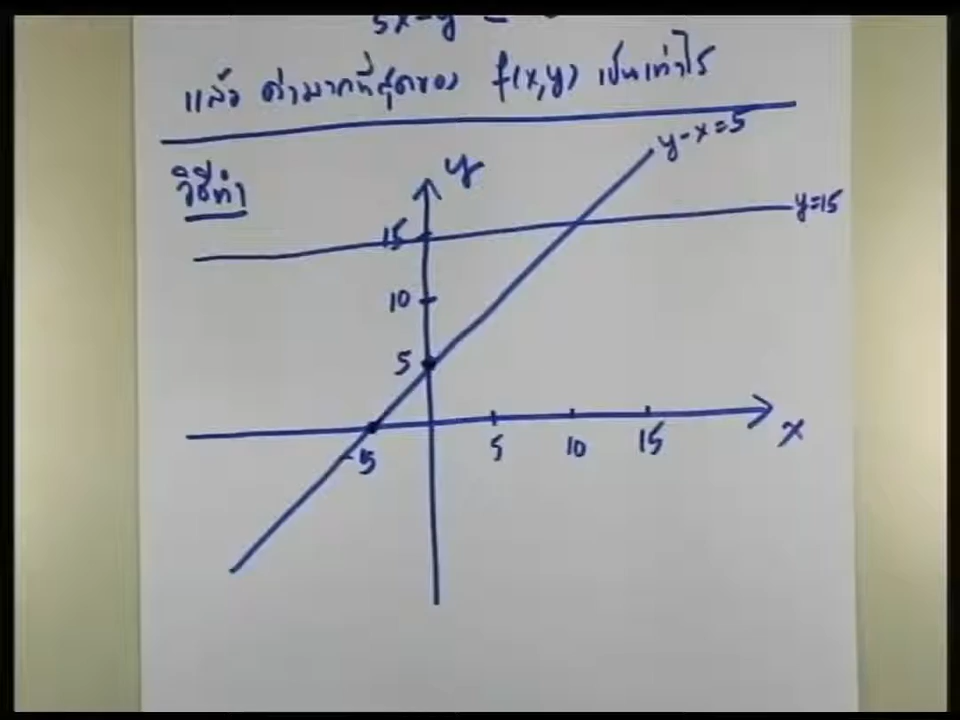 5x-y
แล้ว ค่ามากที่สุดของ f(x,y) เป็นเท่าไร
วิธีทำ
y
y-x=5
15
y=15
10
5
-5
5
10
15
x